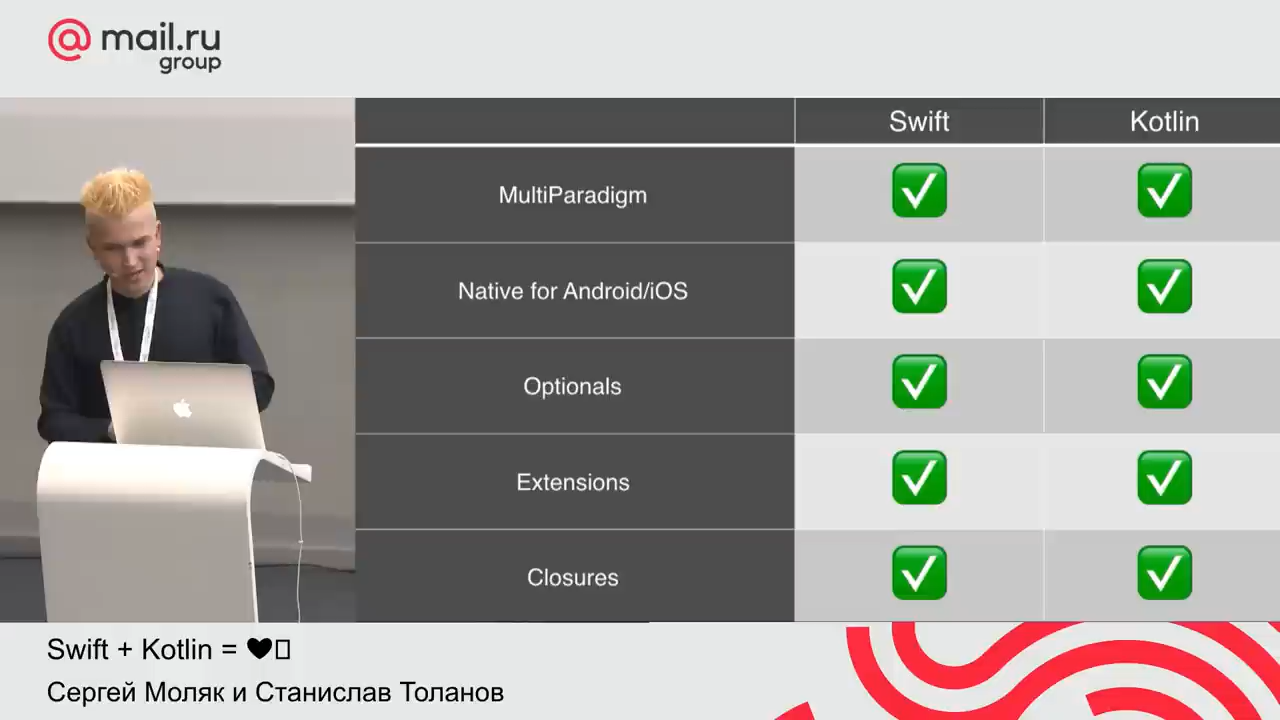 @mail.ru
group
Swift Kotlin
MultiParadigm ✅ ✅
Native for Android/iOS ✅ ✅
Optionals ✅ ✅
Extensions ✅ ✅
Closures ✅ ✅
Swift + Kotlin = ♥︎▯
Сергей Моляк и Станислав Толанов